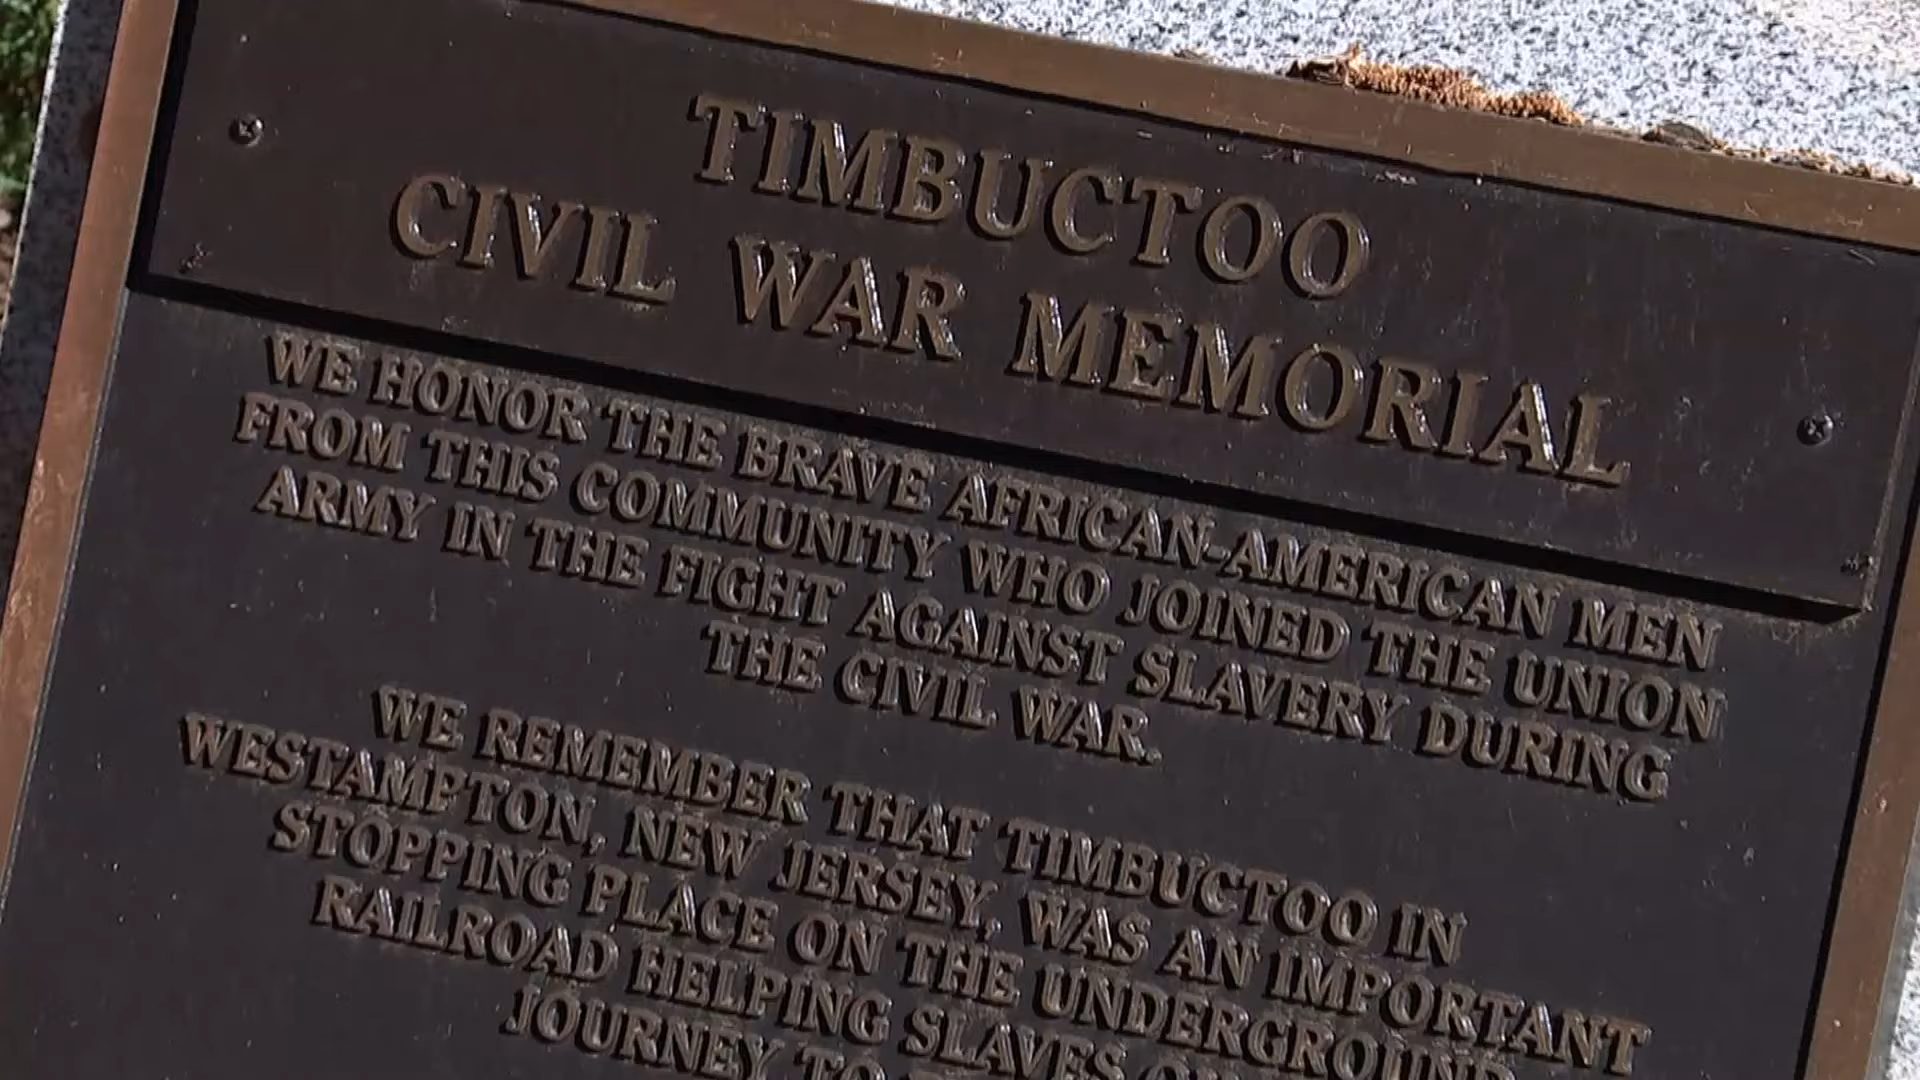 TIMBUCTOO
CIVIL WAR MEMORIAL
WE HONOR THE BRAVE AFRICAN-AMERICAN MEN
FROM THIS COMMUNITY WHO JOINED THE UNION
ARMY IN THE FIGHT AGAINST SLAVERY DURING
THE CIVIL WAR.
WE REMEMBER THAT TIMBUCTOO IN
WESTAMPTON, NEW JERSEY, WAS AN IMPORTANT
STOPPING PLACE ON THE UNDERGROUND
RAILROAD HELPING SLAVES
JOURNEY TO